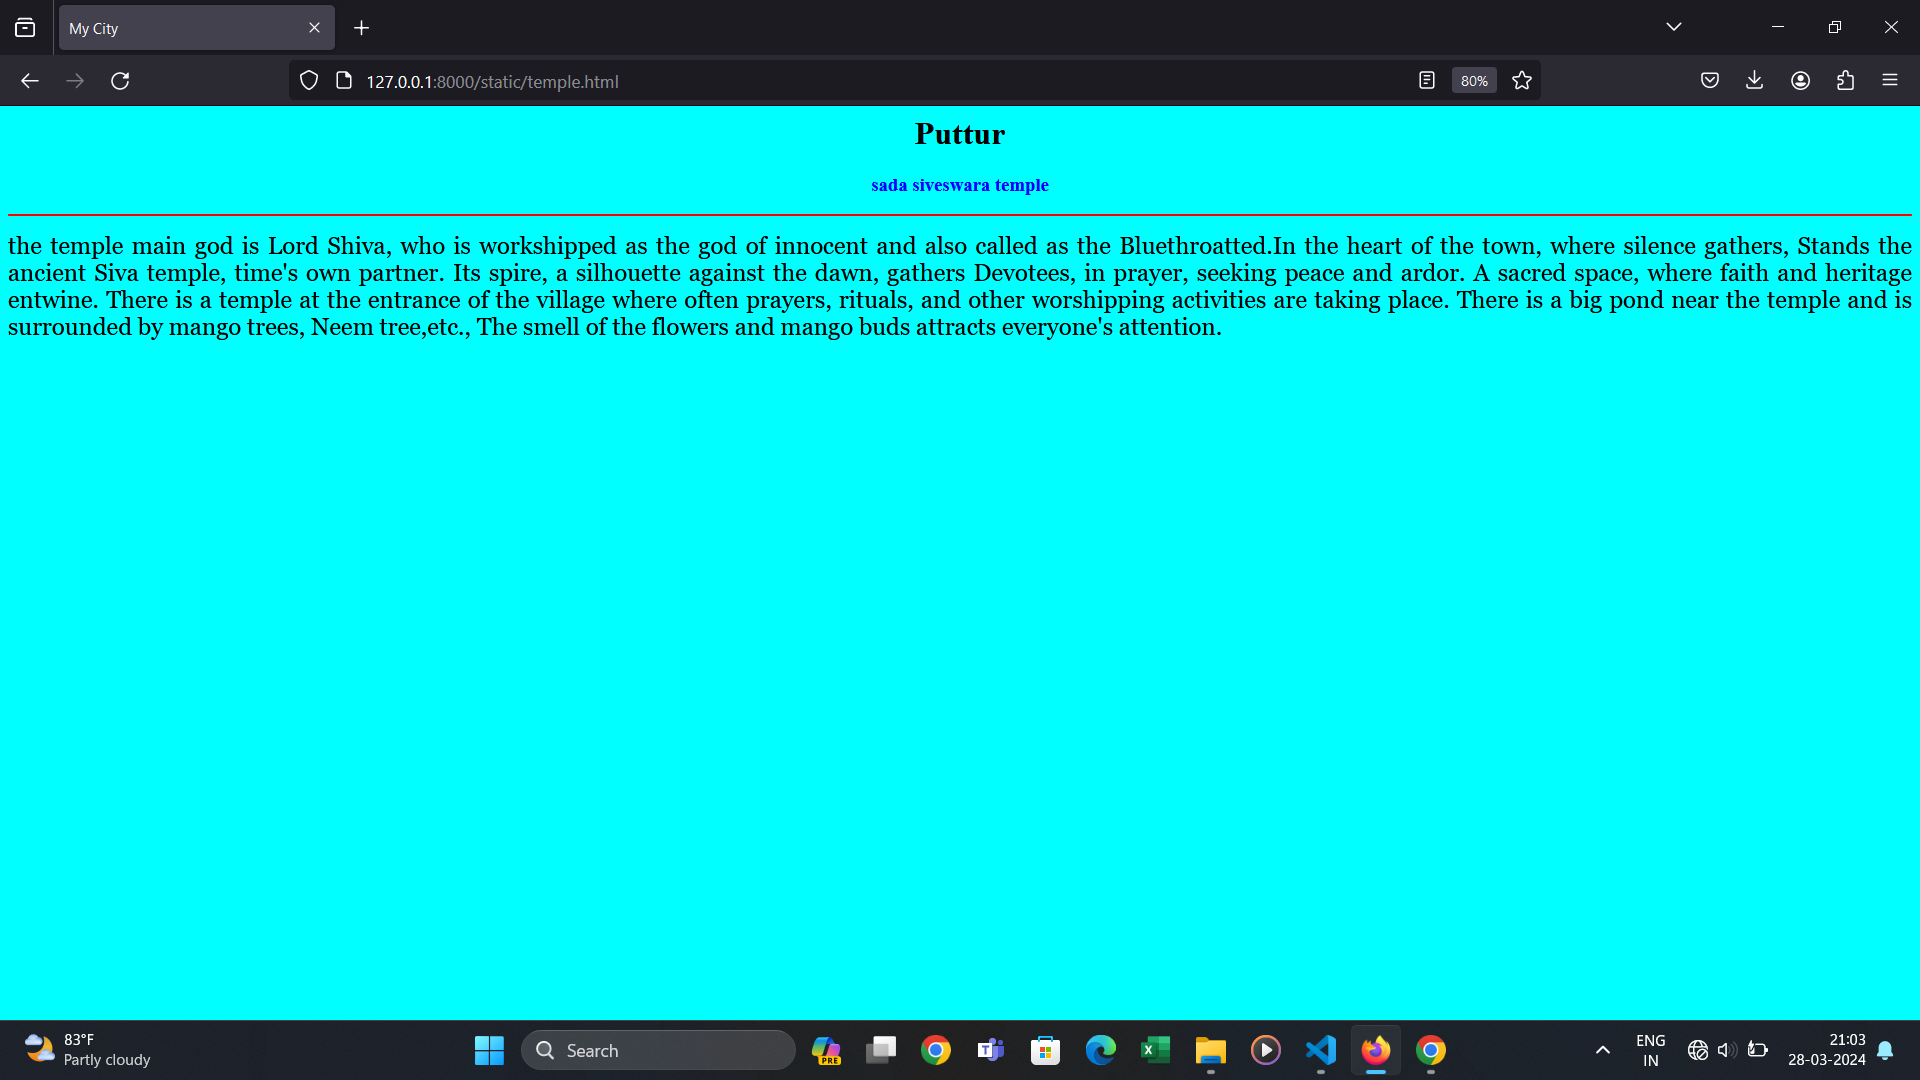 My City
127.0.0.1:8000/static/temple.html
80%
Puttur
sada siveswara temple
the temple main god is Lord Shiva, who is workshipped as the god of innocent and also called as the Bluethroatted.In the heart of the town, where silence gathers, Stands the
ancient Siva temple, time's own partner. Its spire, a silhouette against the dawn, gathers Devotees, in prayer, seeking peace and ardor. A sacred space, where faith and heritage
entwine. There is a temple at the entrance of the village where often prayers, rituals, and other worshipping activities are taking place. There is a big pond near the temple and is
surrounded by mango trees, Neem tree,etc., The smell of the flowers and mango buds attracts everyone's attention.
83°F
Partly cloudy
Search
PRE
ENG
IN
21:03
28-03-2024